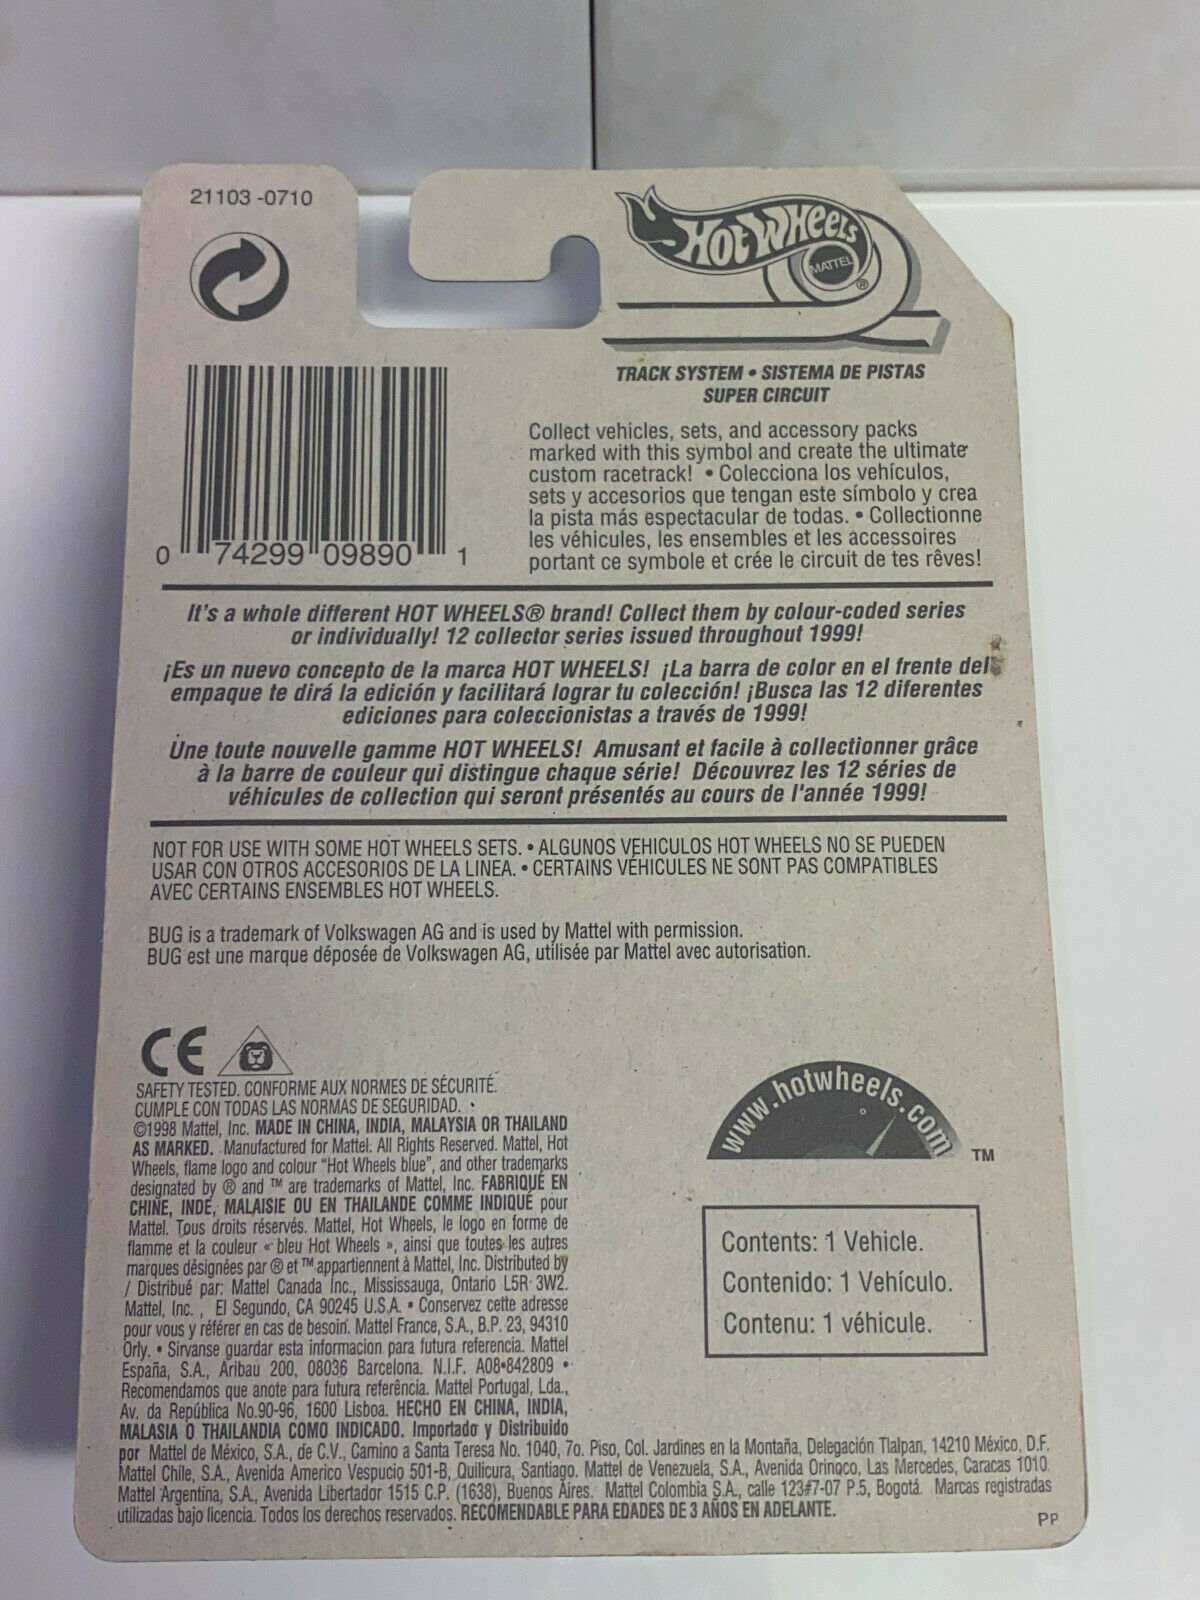 21103 -0710
HOT WHEELS
MATTEL
®
TRACK SYSTEM • SISTEMA DE PISTAS
SUPER CIRCUIT
Collect vehicles, sets, and accessory packs
marked with this symbol and create the ultimate
custom racetrack! • Colecciona los vehículos,
sets y accesorios que tengan este símbolo y crea
la pista más espectacular de todas. • Collectionne
les véhicules, les ensembles et les accessoires
portant ce symbole et crée le circuit de tes rêves!
0 74299 09890 1
It's a whole different HOT WHEELS® brand! Collect them by colour-coded series
or individually! 12 collector series issued throughout 1999!
¡Es un nuevo concepto de la marca HOT WHEELS! ¡La barra de color en el frente del
empaque te dirá la edición y facilitará lograr tu colección! ¡Busca las 12 diferentes
ediciones para coleccionistas a través de 1999!
Une toute nouvelle gamme HOT WHEELS! Amusant et facile à collectionner grâce
à la barre de couleur qui distingue chaque série! Découvrez les 12 séries de
véhicules de collection qui seront présentés au cours de l'année 1999!
NOT FOR USE WITH SOME HOT WHEELS SETS. • ALGUNOS VEHICULOS HOT WHEELS NO SE PUEDEN
USAR CON OTROS ACCESORIOS DE LA LINEA. • CERTAINS VÉHICULES NE SONT PAS COMPATIBLES
AVEC CERTAINS ENSEMBLES HOT WHEELS.
BUG is a trademark of Volkswagen AG and is used by Mattel with permission.
BUG est une marque déposée de Volkswagen AG, utilisée par Mattel avec autorisation.
CE
SAFETY TESTED. CONFORME AUX NORMES DE SÉCURITÉ.
CUMPLE CON TODAS LAS NORMAS DE SEGURIDAD.
©1998 Mattel, Inc. MADE IN CHINA, INDIA, MALAYSIA OR THAILAND
AS MARKED. Manufactured for Mattel. All Rights Reserved. Mattel, Hot
Wheels, flame logo and colour "Hot Wheels blue", and other trademarks
designated by ® and ™ are trademarks of Mattel, Inc. FABRIQUÉ EN
CHINE, INDE, MALAISIE OU EN THAILANDE COMME INDIQUÉ pour
Mattel. Tous droits réservés. Mattel, Hot Wheels, le logo en forme de
flamme et la couleur « bleu Hot Wheels », ainsi que toutes les autres
marques désignées par ® et ™ appartiennent à Mattel, Inc. Distributed by
/ Distribué par: Mattel Canada Inc., Mississauga, Ontario L5R 3W2.
Mattel, Inc. , El Segundo, CA 90245 U.S.A. • Conservez cette adresse
pour vous y référer en cas de besoin. Mattel France, S.A., B.P. 23, 94310
Orly. • Sirvanse guardar esta informacion para futura referencia. Mattel
España, S.A., Aribau 200, 08036 Barcelona. N.I.F. A08-842809 •
Recomendamos que anote para futura referência. Mattel Portugal, Lda.,
Av. da República No.90-96, 1600 Lisboa. HECHO EN CHINA, INDIA,
MALASIA O THAILANDIA COMO INDICADO. Importado y Distribuido
por Mattel de México, S.A., de C.V., Camino a Santa Teresa No. 1040, 7o. Piso, Col. Jardines en la Montaña, Delegación Tlalpan, 14210 México, D.F.
Mattel Chile, S.A., Avenida Americo Vespucio 501-B, Quilicura, Santiago. Mattel de Venezuela, S.A., Avenida Orinoco, Las Mercedes, Caracas 1010.
Mattel Argentina, S.A., Avenida Libertador 1515 C.P. (1638), Buenos Aires. Mattel Colombia S.A., calle 123#7-07 P.5, Bogotá. Marcas registradas
utilizadas bajo licencia. Todos los derechos reservados. RECOMENDABLE PARA EDADES DE 3 AÑOS EN ADELANTE.
www.hotwheels.com
TM
Contents: 1 Vehicle.
Contenido: 1 Vehículo.
Contenu: 1 véhicule.
PP